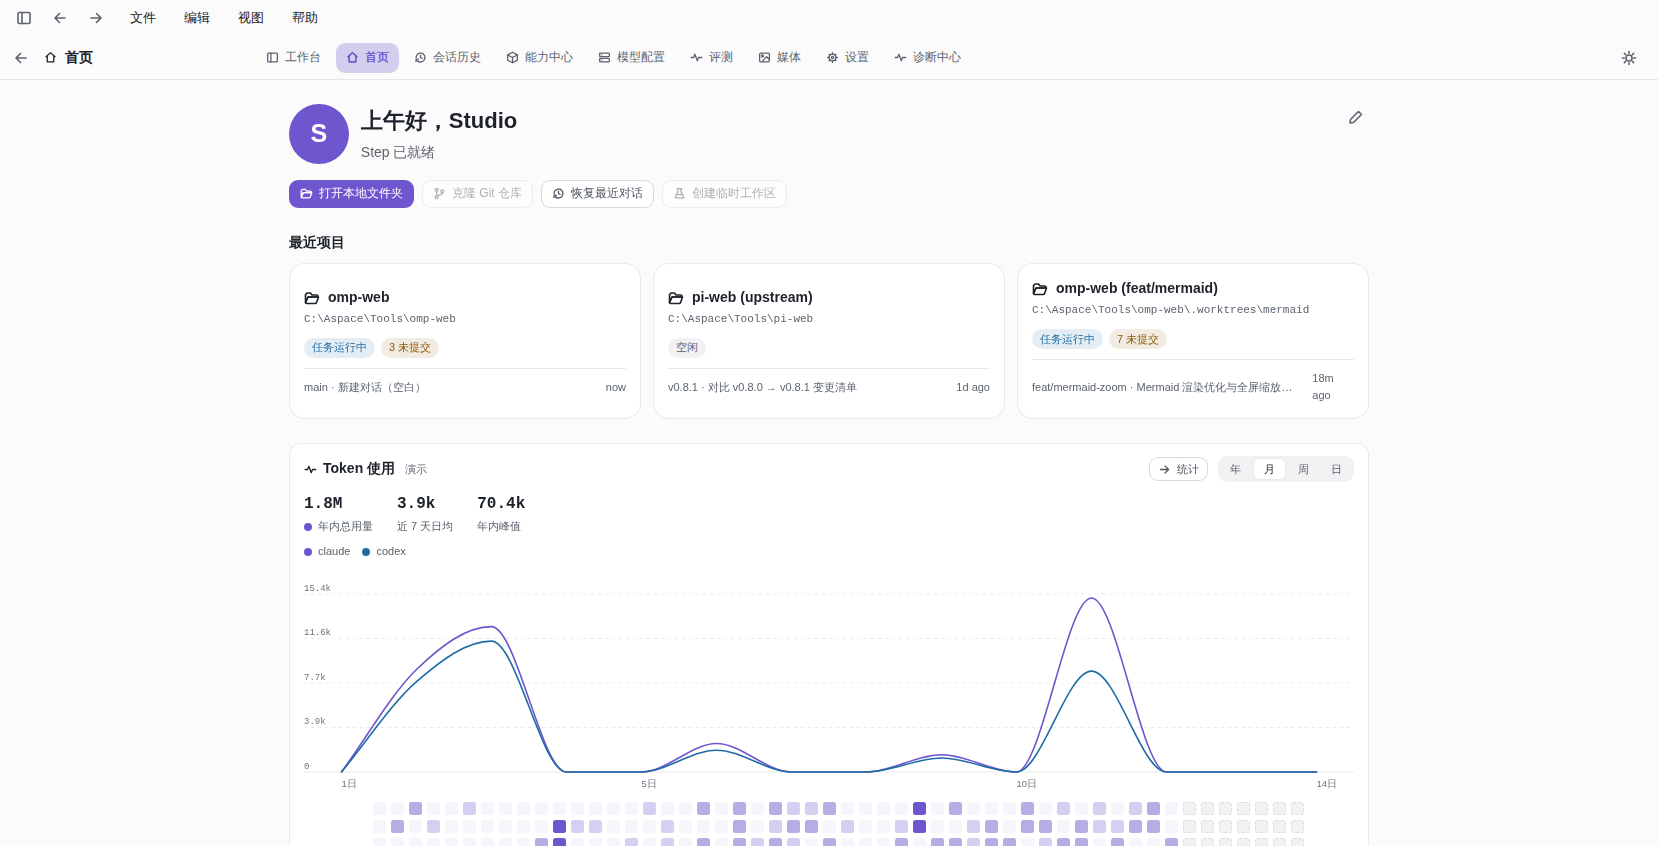 文件 编辑 视图 帮助
首页 工作台 首页 会话历史 能力中心 模型配置 评测 媒体 设置 诊断中心
S
上午好，Studio
Step 已就绪
打开本地文件夹 克隆 Git 仓库 恢复最近对话 创建临时工作区
最近项目
omp-web
C:\Aspace\Tools\omp-web
任务运行中 3 未提交
main · 新建对话（空白） now
pi-web (upstream)
C:\Aspace\Tools\pi-web
空闲
v0.8.1 · 对比 v0.8.0 → v0.8.1 变更清单 1d ago
omp-web (feat/mermaid)
C:\Aspace\Tools\omp-web\.worktrees\mermaid
任务运行中 7 未提交
feat/mermaid-zoom · Mermaid 渲染优化与全屏缩放… 18m ago
Token 使用 演示 统计 年 月 周 日
1.8M 3.9k 70.4k
年内总用量 近 7 天日均 年内峰值
claude codex
15.4k
11.6k
7.7k
3.9k
0
1日 5日 10日 14日